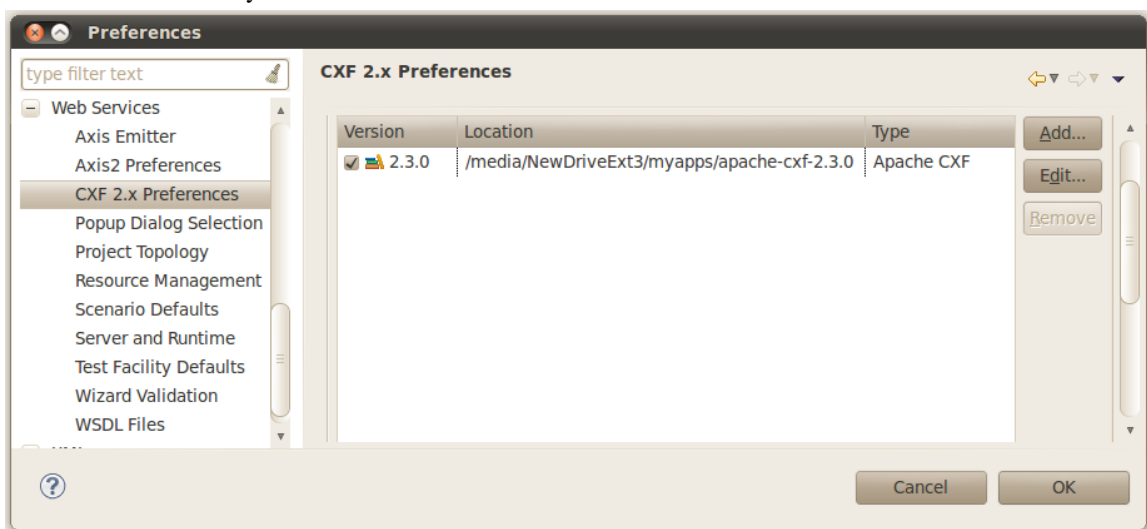 Preferences
type filter text
Web Services
Axis Emitter
Axis2 Preferences
CXF 2.x Preferences
Popup Dialog Selection
Project Topology
Resource Management
Scenario Defaults
Server and Runtime
Test Facility Defaults
Wizard Validation
WSDL Files
CXF 2.x Preferences
Version Location Type
2.3.0 /media/NewDriveExt3/myapps/apache-cxf-2.3.0 Apache CXF
Add...
Edit...
Remove
Cancel OK